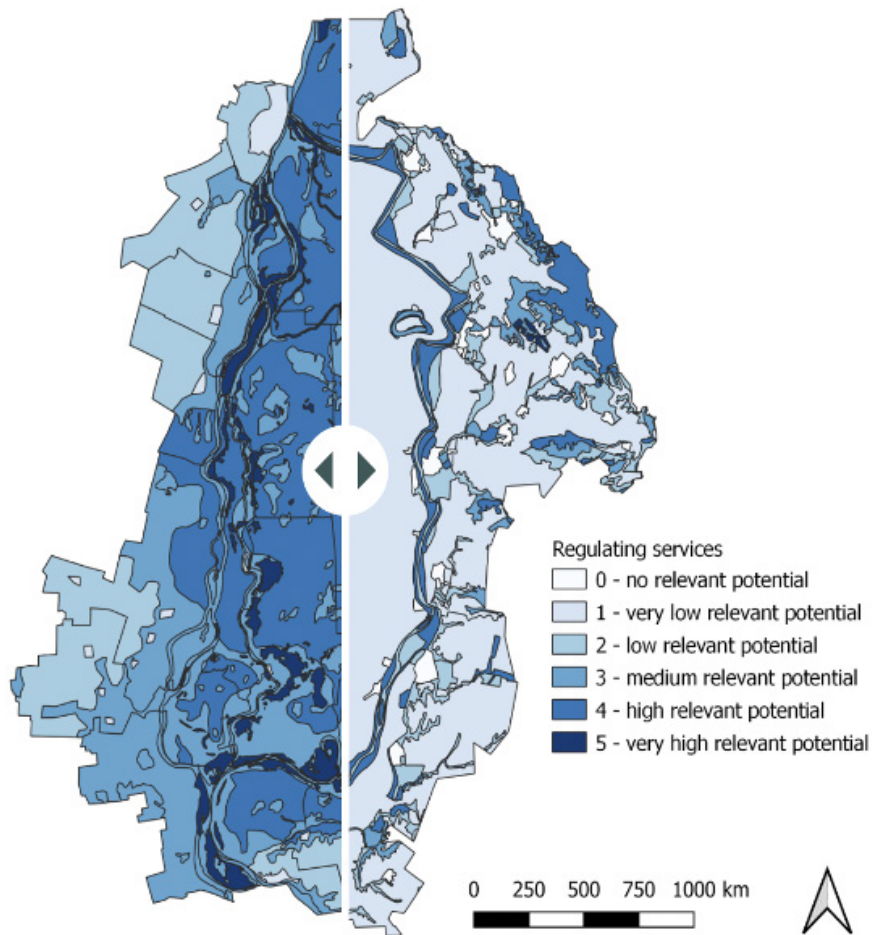 Regulating services
0 - no relevant potential
1 - very low relevant potential
2 - low relevant potential
3 - medium relevant potential
4 - high relevant potential
5 - very high relevant potential
0 250 500 750 1000 km